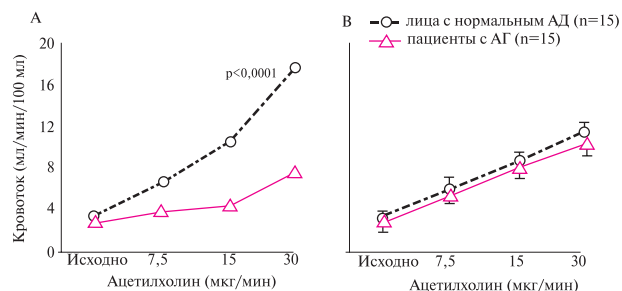 А
В
лица с нормальным АД (n=15)
пациенты с АГ (n=15)
Кровоток (мл/мин/100 мл)
20
16
12
8
4
0
p<0,0001
Исходно 7,5 15 30
Ацетилхолин (мкг/мин)
Исходно 7,5 15 30
Ацетилхолин (мкг/мин)